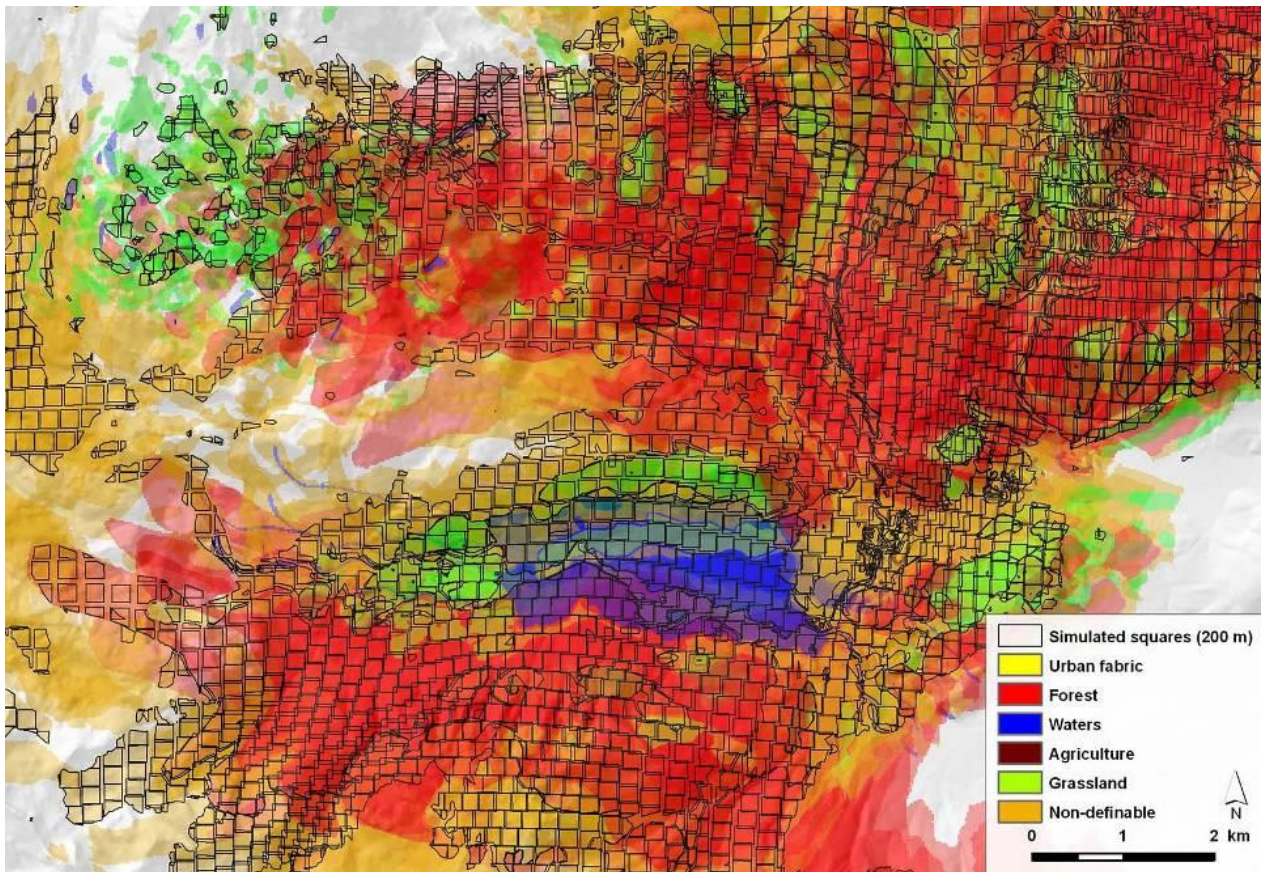 Simulated squares (200 m)
Urban fabric
Forest
Waters
Agriculture
Grassland
Non-definable
N
0 1 2 km